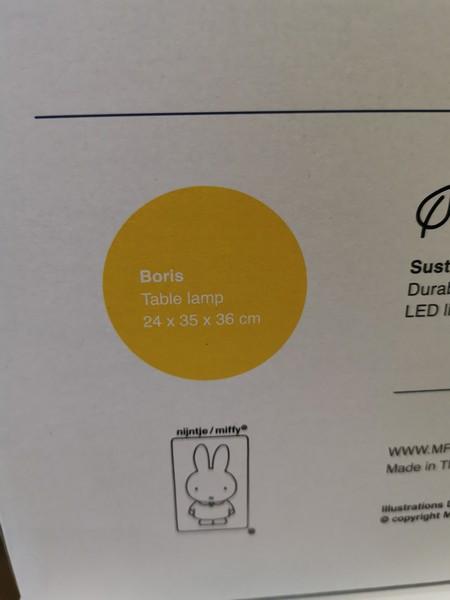 Boris
Table lamp
24 x 35 x 36 cm
nijntje / miffy®
Sust
Durab
LED li
WWW.MF
Made in T
Illustrations
© copyright M